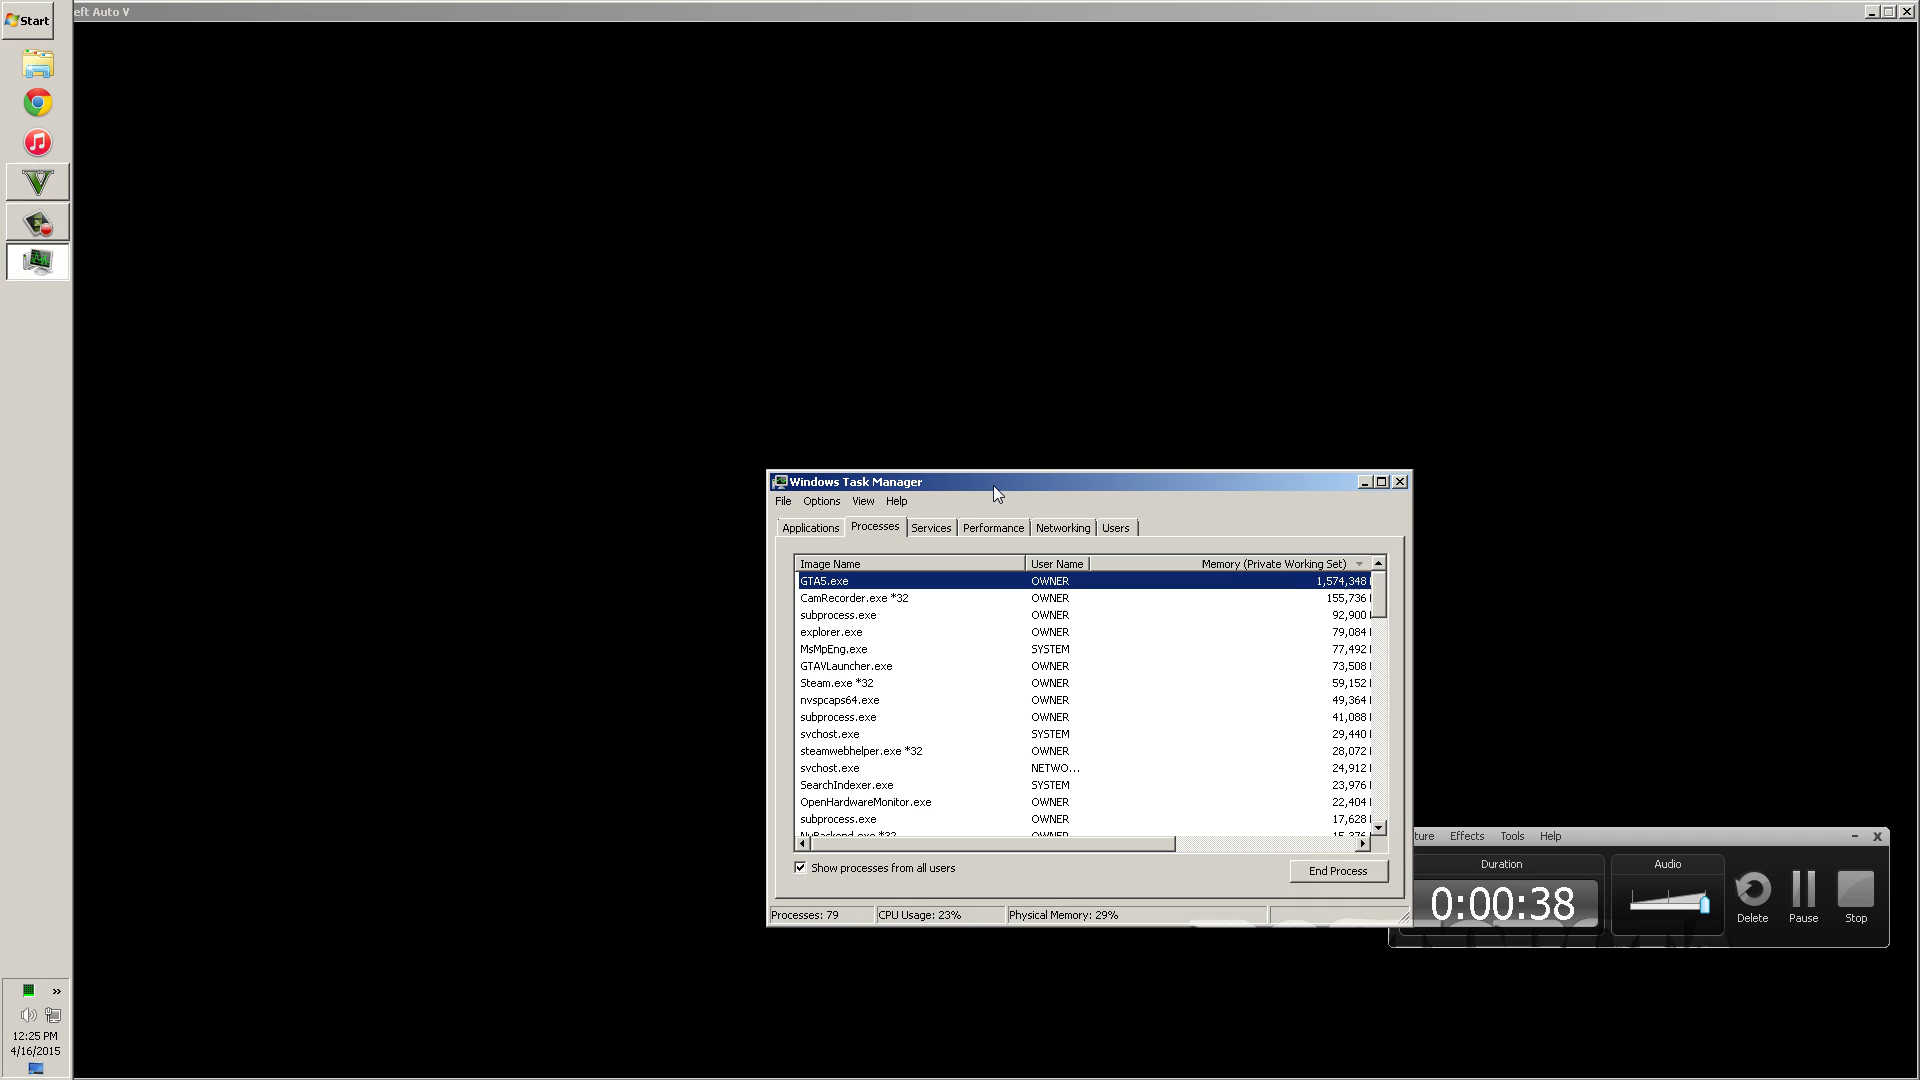 Start
eft Auto V
Windows Task Manager
File Options View Help
Applications Processes Services Performance Networking Users
Image Name User Name Memory (Private Working Set)
GTA5.exe OWNER 1,574,348
CamRecorder.exe *32 OWNER 155,736
subprocess.exe OWNER 92,900
explorer.exe OWNER 79,084
MsMpEng.exe SYSTEM 77,492
GTAVLauncher.exe OWNER 73,508
Steam.exe *32 OWNER 59,152
nvspcaps64.exe OWNER 49,364
subprocess.exe OWNER 41,088
svchost.exe SYSTEM 29,440
steamwebhelper.exe *32 OWNER 28,072
svchost.exe NETWO...  24,912
SearchIndexer.exe SYSTEM 23,976
OpenHardwareMonitor.exe OWNER 22,404
subprocess.exe OWNER 17,628
NvBackend.exe *32 OWNER 15,376
Show processes from all users
End Process
Processes: 79 CPU Usage: 23% Physical Memory: 29%
ture Effects Tools Help
Duration Audio
0:00:38
Delete Pause Stop
»
12:25 PM
4/16/2015